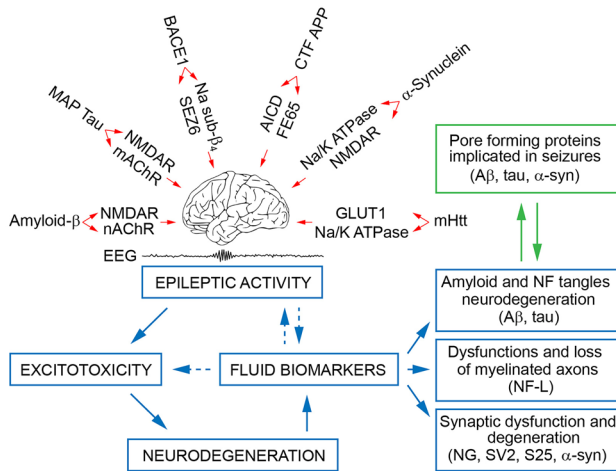 BACE1
Na sub-β4
SEZ6
CTF APP
AICD
FE65
MAP Tau
NMDAR
mAChR
α-Synuclein
Na/K ATPase
NMDAR
Amyloid-β
NMDAR
nAChR
GLUT1
Na/K ATPase
mHtt
EEG
Pore forming proteins
implicated in seizures
(Aβ, tau, α-syn)
EPILEPTIC ACTIVITY
Amyloid and NF tangles
neurodegeneration
(Aβ, tau)
EXCITOTOXICITY
FLUID BIOMARKERS
Dysfunctions and loss
of myelinated axons
(NF-L)
NEURODEGENERATION
Synaptic dysfunction and
degeneration
(NG, SV2, S25, α-syn)